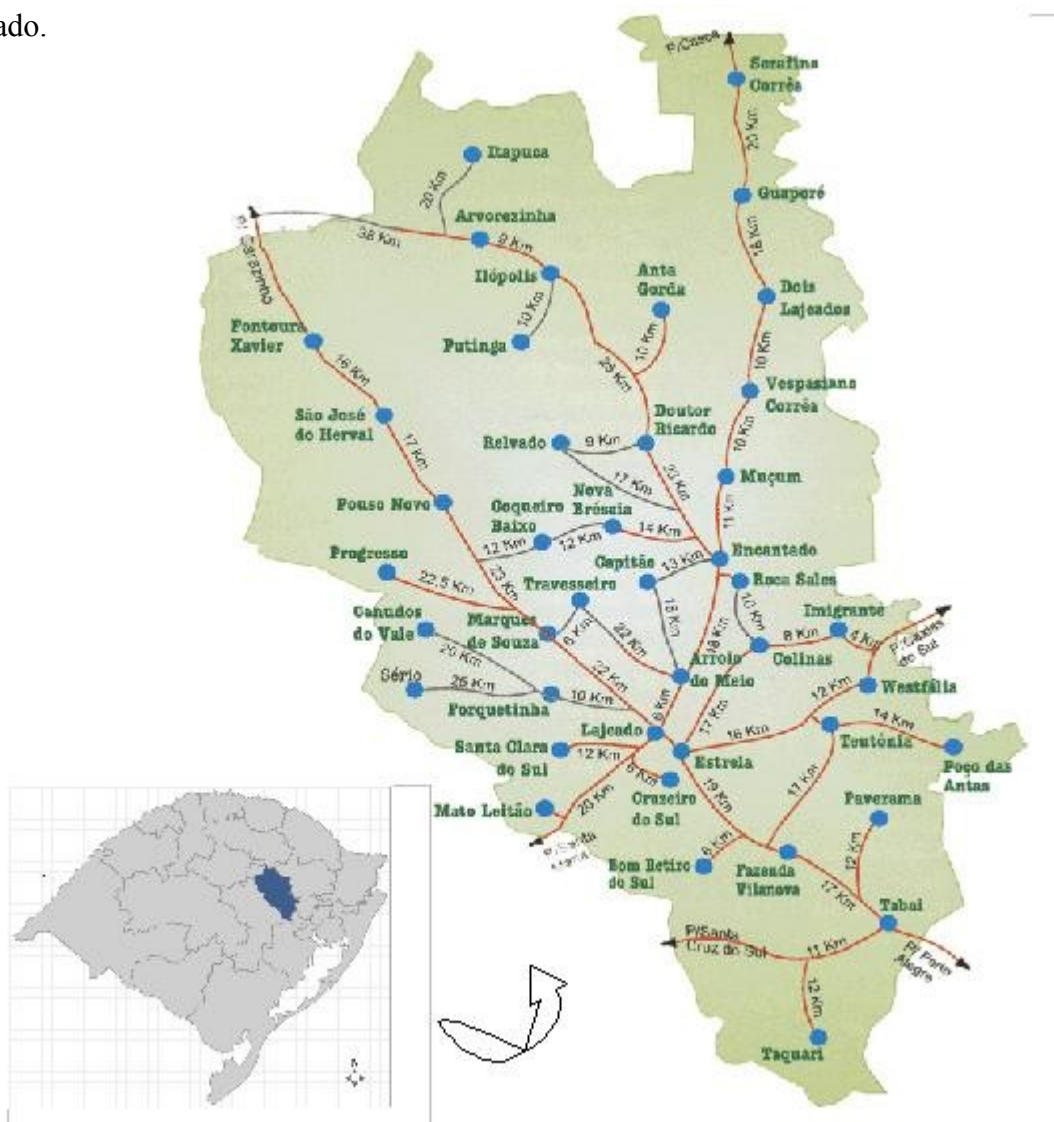 ado.
P/Casca
Serafina
Corrêa
20 Km
Itapuca
20 Km
Guaporé
Arvorezinha
38 Km
9 Km
P/ Carazinho
Ilópolis
Anta
Gorda
Dois
Lajeados
10 Km
10 Km
10 Km
Fontoura
Xavier
Putinga
16 Km
Vespasiano
Corrêa
São José
do Herval
Doutor
Ricardo
Relvado
9 Km
10 Km
17 Km
17 Km
23 Km
Muçum
Pouso Novo
Coqueiro
Baixo
Nova
Bréscia
11 Km
12 Km
12 Km
14 Km
Progresso
22,5 Km
23 Km
Capitão
13 Km
Encantado
Travesseiro
Roca Sales
Canudos
do Vale
Marques
de Souza
6 Km
18 Km
10 Km
Imigrante
20 Km
22 Km
8 Km
4 Km
P/Caxias
do Sul
Colinas
Sério
25 Km
22 Km
Arroio
do Meio
18 Km
12 Km
Westfália
Forquetinha
10 Km
6 Km
17 Km
Lajeado
16 Km
14 Km
Teutônia
Santa Clara
do Sul
12 Km
Estrela
Poço das
Antas
6 Km
19 Km
17 Km
Mato Leitão
20 Km
Cruzeiro
do Sul
Paverama
P/Santa
12 Km
Bom Retiro
do Sul
6 Km
Fazenda
Vilanova
17 Km
Tabaí
P/Santa
Cruz do Sul
11 Km
P/ Porto
Alegre
12 Km
Taquari